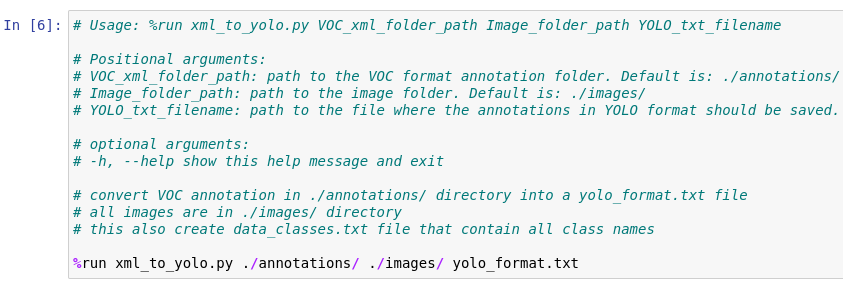 In [6]: # Usage: %run xml_to_yolo.py VOC_xml_folder_path Image_folder_path YOLO_txt_filename
# Positional arguments:
# VOC_xml_folder_path: path to the VOC format annotation folder. Default is: ./annotations/
# Image_folder_path: path to the image folder. Default is: ./images/
# YOLO_txt_filename: path to the file where the annotations in YOLO format should be saved.
# optional arguments:
# -h, --help show this help message and exit
# convert VOC annotation in ./annotations/ directory into a yolo_format.txt file
# all images are in ./images/ directory
# this also create data_classes.txt file that contain all class names
%run xml_to_yolo.py ./annotations/ ./images/ yolo_format.txt